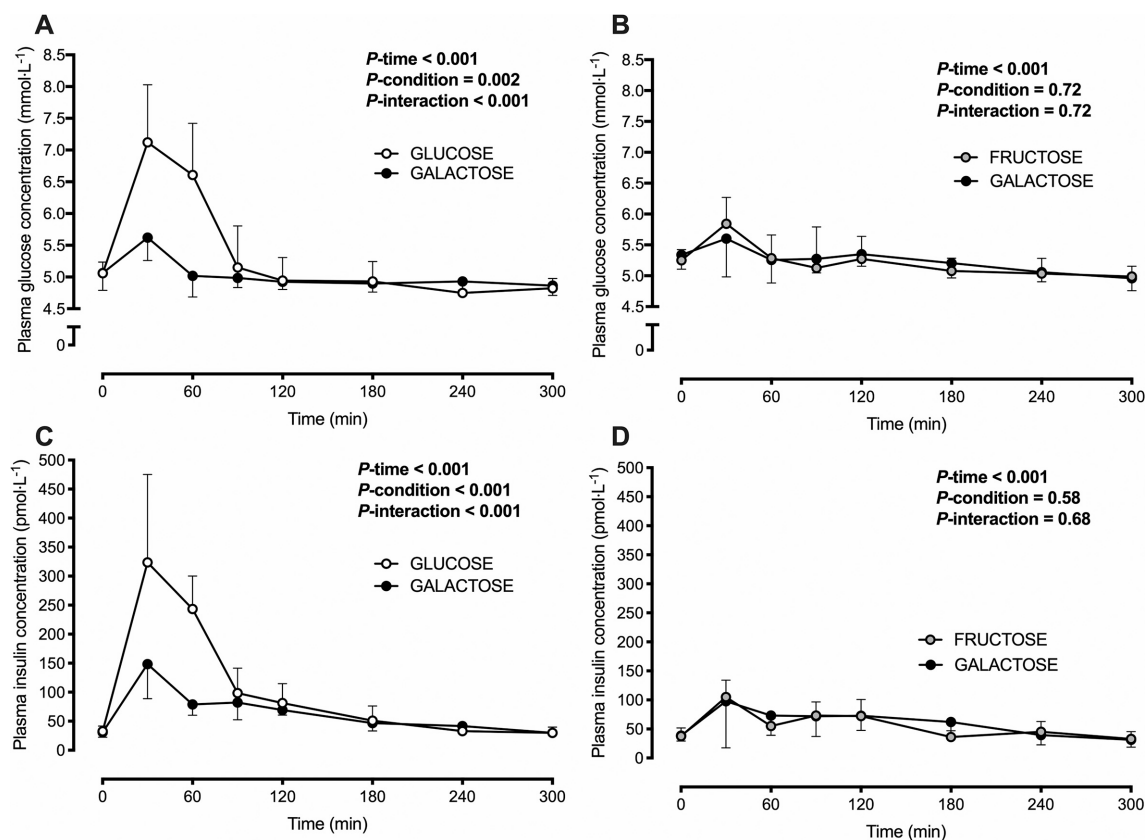 A
Plasma glucose concentration (mmol·L⁻¹)
8.5
8.0
7.5
7.0
6.5
6.0
5.5
5.0
4.5
0
P-time < 0.001
P-condition = 0.002
P-interaction < 0.001
GLUCOSE
GALACTOSE
0 60 120 180 240 300
Time (min)
B
Plasma glucose concentration (mmol·L⁻¹)
8.5
8.0
7.5
7.0
6.5
6.0
5.5
5.0
4.5
0
P-time < 0.001
P-condition = 0.72
P-interaction = 0.72
FRUCTOSE
GALACTOSE
0 60 120 180 240 300
Time (min)
C
Plasma insulin concentration (pmol·L⁻¹)
500
450
400
350
300
250
200
150
100
50
0
P-time < 0.001
P-condition < 0.001
P-interaction < 0.001
GLUCOSE
GALACTOSE
0 60 120 180 240 300
Time (min)
D
Plasma insulin concentration (pmol·L⁻¹)
500
450
400
350
300
250
200
150
100
50
0
P-time < 0.001
P-condition = 0.58
P-interaction = 0.68
FRUCTOSE
GALACTOSE
0 60 120 180 240 300
Time (min)